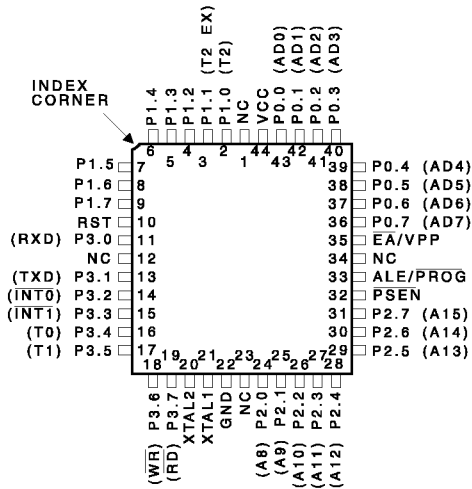 INDEX
CORNER
P1.4
P1.3
P1.2
P1.1 (T2 EX)
P1.0 (T2)
NC
VCC
P0.0 (AD0)
P0.1 (AD1)
P0.2 (AD2)
P0.3 (AD3)
6
5
4
3
2
1
44
43
42
41
40
P1.5 7
P1.6 8
P1.7 9
RST 10
(RXD) P3.0 11
NC 12
(TXD) P3.1 13
(INT0) P3.2 14
(INT1) P3.3 15
(T0) P3.4 16
(T1) P3.5 17
39 P0.4 (AD4)
38 P0.5 (AD5)
37 P0.6 (AD6)
36 P0.7 (AD7)
35 EA/VPP
34 NC
33 ALE/PROG
32 PSEN
31 P2.7 (A15)
30 P2.6 (A14)
29 P2.5 (A13)
18
19
20
21
22
23
24
25
26
27
28
(WR) P3.6
(RD) P3.7
XTAL2
XTAL1
GND
NC
(A8) P2.0
(A9) P2.1
(A10) P2.2
(A11) P2.3
(A12) P2.4